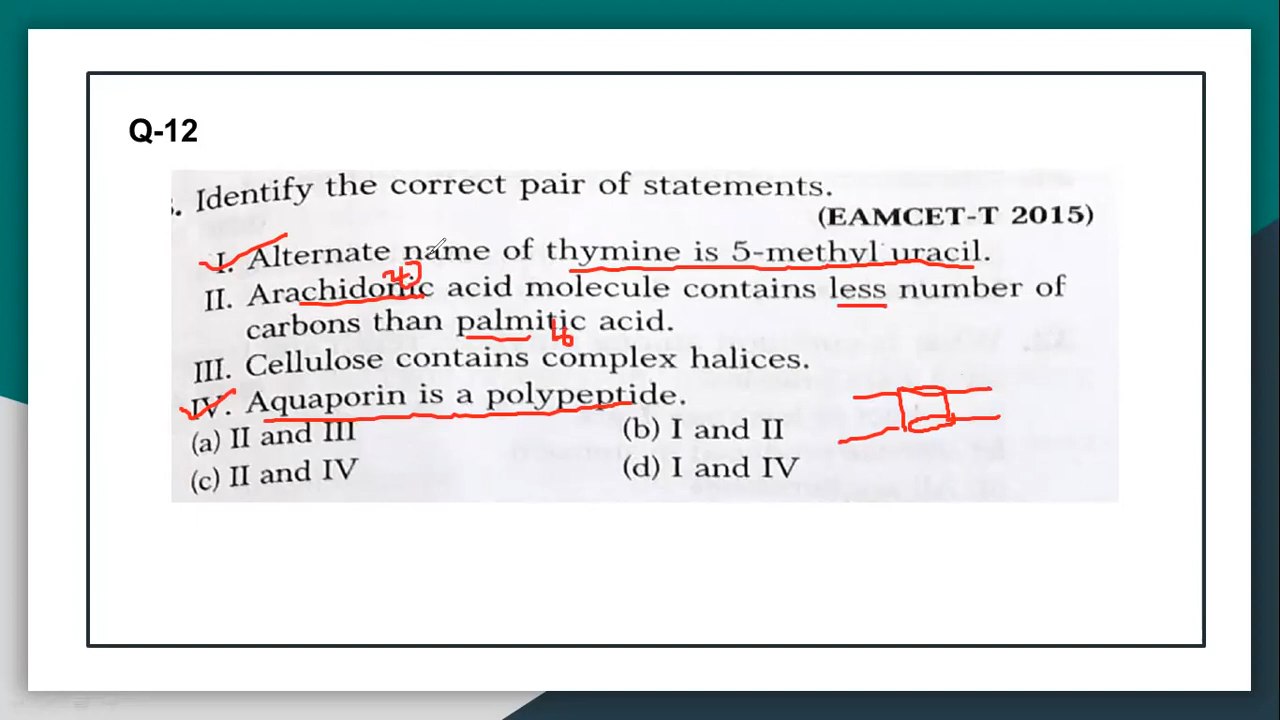 Q-12
Identify the correct pair of statements.
(EAMCET-T 2015)
I. Alternate name of thymine is 5-methyl uracil.
20
II. Arachidonic acid molecule contains less number of
carbons than palmitic acid.
16
III. Cellulose contains complex halices.
IV. Aquaporin is a polypeptide.
(a) II and III (b) I and II
(c) II and IV (d) I and IV